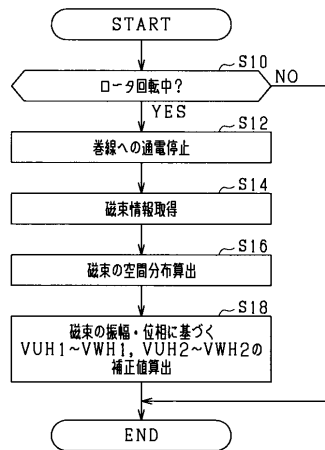 START
S10
ロータ回転中?
NO
YES
S12
巻線への通電停止
S14
磁束情報取得
S16
磁束の空間分布算出
S18
磁束の振幅・位相に基づく
VUH1~VWH1, VUH2~VWH2の
補正値算出
END